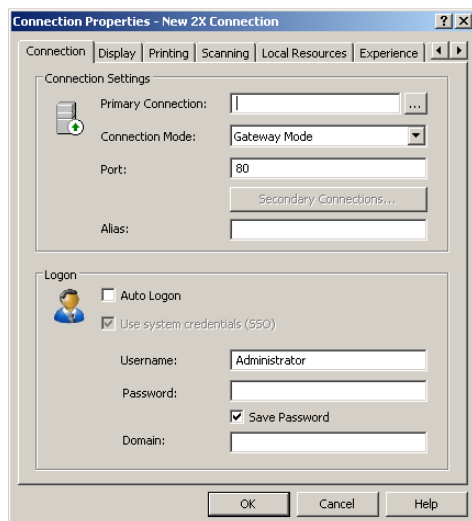 Connection Properties - New 2X Connection
Connection Display Printing Scanning Local Resources Experience
Connection Settings
Primary Connection: ...
Connection Mode: Gateway Mode
Port: 80
Secondary Connections...
Alias:
Logon
Auto Logon
Use system credentials (SSO)
Username: Administrator
Password:
Save Password
Domain:
OK Cancel Help